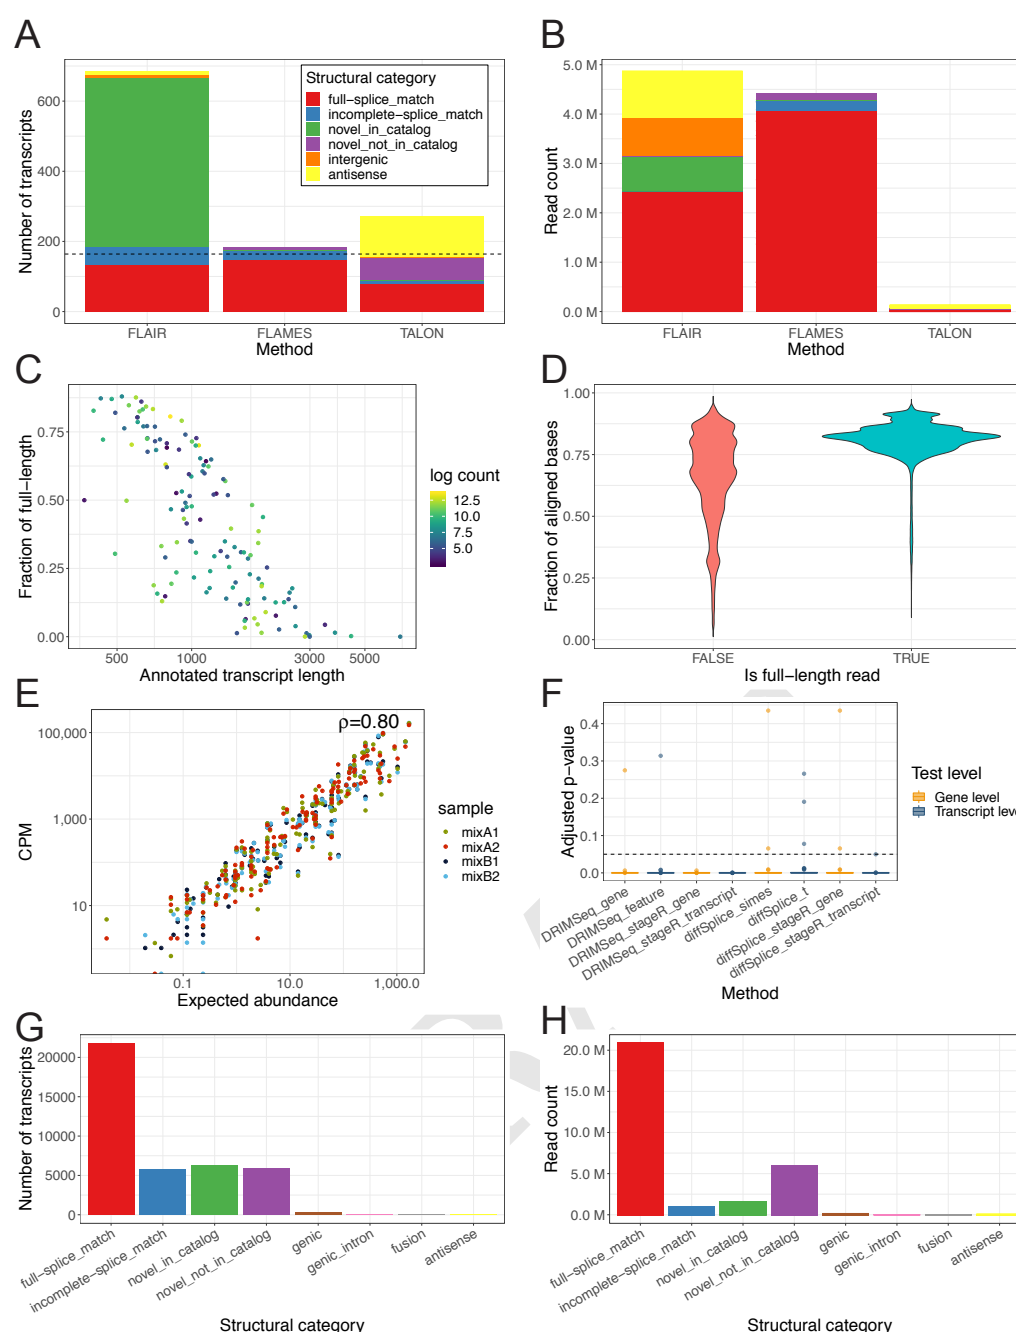 A
Number of transcripts
600
400
200
0
Structural category
full-splice_match
incomplete-splice_match
novel_in_catalog
novel_not_in_catalog
intergenic
antisense
FLAIR
FLAMES
TALON
Method
B
Read count
5.0 M
4.0 M
3.0 M
2.0 M
1.0 M
0.0 M
FLAIR
FLAMES
TALON
Method
C
Fraction of full-length
0.75
0.50
0.25
0.00
500
1000
3000
5000
Annotated transcript length
log count
12.5
10.0
7.5
5.0
D
Fraction of aligned bases
1.00
0.75
0.50
0.25
0.00
FALSE
TRUE
Is full-length read
E
CPM
100,000
1,000
10
ρ=0.80
0.1
10.0
1,000.0
Expected abundance
sample
mixA1
mixA2
mixB1
mixB2
F
Adjusted p-value
0.4
0.3
0.2
0.1
0.0
DRIMSeq_gene
DRIMSeq_feature
DRIMSeq_stageR_gene
DRIMSeq_stageR_transcript
diffSplice_simes
diffSplice_t
diffSplice_stageR_gene
diffSplice_stageR_transcript
Method
Test level
Gene level
Transcript leve
G
Number of transcripts
20000
15000
10000
5000
0
full-splice_match
incomplete-splice_match
novel_in_catalog
novel_not_in_catalog
genic
genic_intron
fusion
antisense
Structural category
H
Read count
20.0 M
15.0 M
10.0 M
5.0 M
0.0 M
full-splice_match
incomplete-splice_match
novel_in_catalog
novel_not_in_catalog
genic
genic_intron
fusion
antisense
Structural category